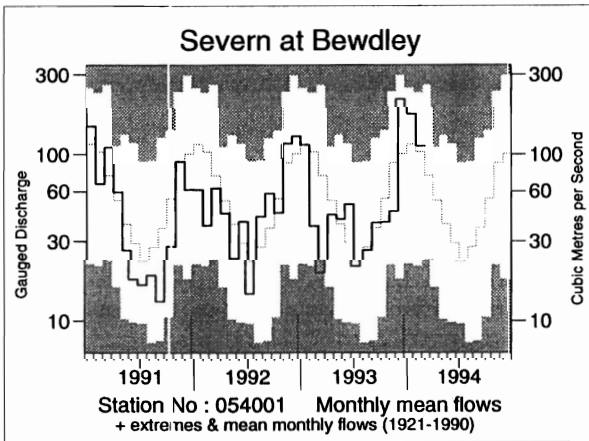 Severn at Bewdley
300
100
60
30
10
Gauged Discharge
300
100
60
30
10
Cubic Metres per Second
1991 1992 1993 1994
Station No : 054001 Monthly mean flows
+ extremes & mean monthly flows (1921-1990)